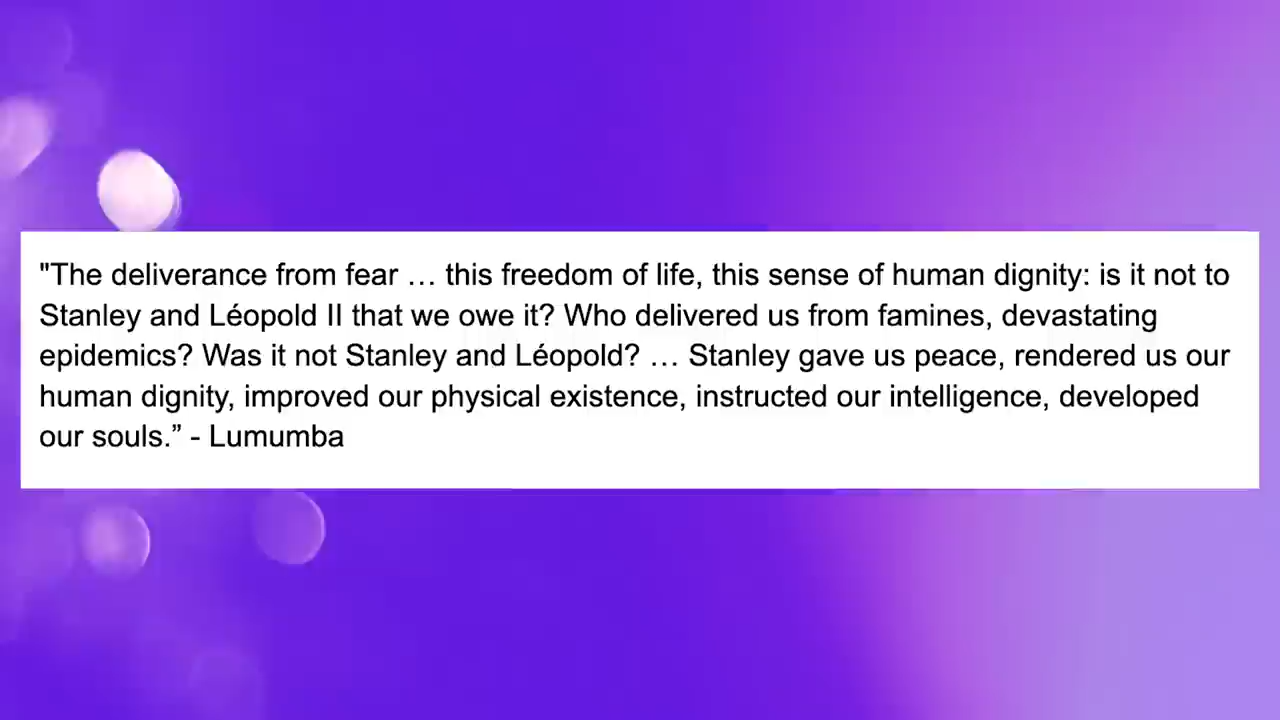 "The deliverance from fear … this freedom of life, this sense of human dignity: is it not to
Stanley and Léopold II that we owe it? Who delivered us from famines, devastating
epidemics? Was it not Stanley and Léopold? … Stanley gave us peace, rendered us our
human dignity, improved our physical existence, instructed our intelligence, developed
our souls.” - Lumumba